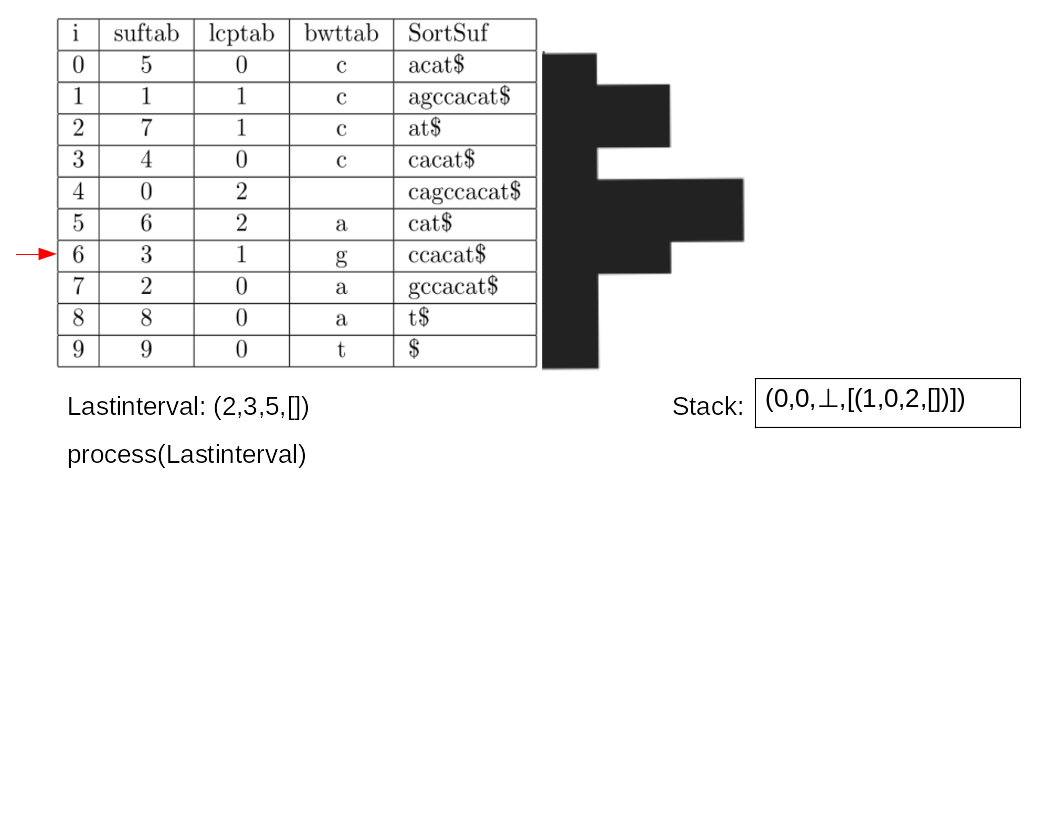 i suftab lcptab bwttab SortSuf
0 5 0 c acat$
1 1 1 c agccacat$
2 7 1 c at$
3 4 0 c cacat$
4 0 2 cagccacat$
5 6 2 a cat$
6 3 1 g ccacat$
7 2 0 a gccacat$
8 8 0 a t$
9 9 0 t $
Lastinterval: (2,3,5,[])
Stack: (0,0,⊥,[(1,0,2,[])])
process(Lastinterval)